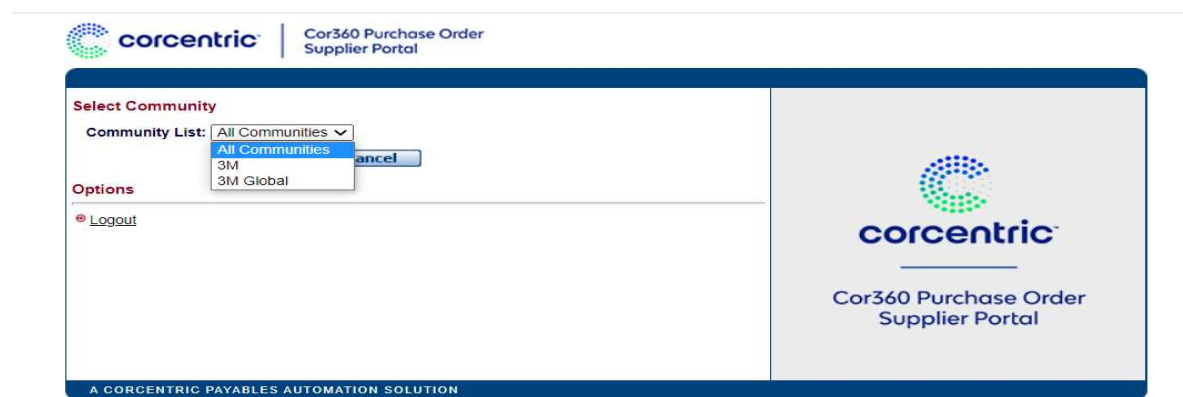 corcentric
Cor360 Purchase Order
Supplier Portal
Select Community
Community List: All Communities
All Communities
3M
3M Global
ancel
Options
Logout
corcentric
Cor360 Purchase Order
Supplier Portal
A CORCENTRIC PAYABLES AUTOMATION SOLUTION